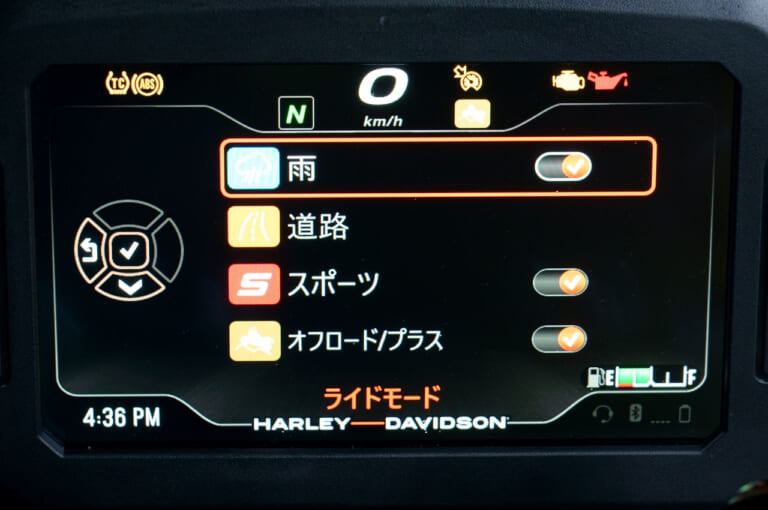 TC ABS
0
km/h
N
雨
道路
S スポーツ
オフロード/プラス
E F
ライドモード
4:36 PM
HARLEY-DAVIDSON